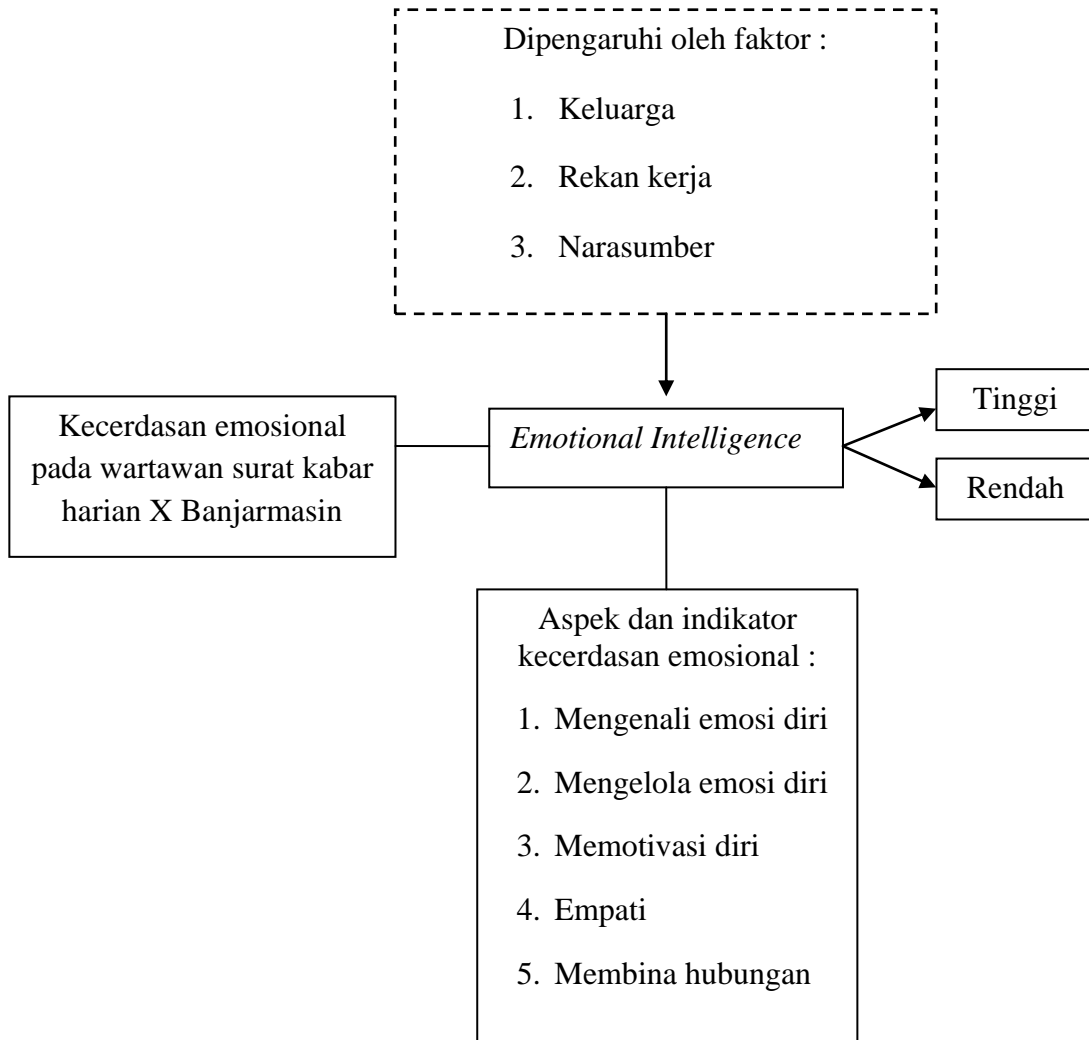 Dipengaruhi oleh faktor :
1. Keluarga
2. Rekan kerja
3. Narasumber
Kecerdasan emosional
pada wartawan surat kabar
harian X Banjarmasin
Emotional Intelligence
Tinggi
Rendah
Aspek dan indikator
kecerdasan emosional :
1. Mengenali emosi diri
2. Mengelola emosi diri
3. Memotivasi diri
4. Empati
5. Membina hubungan